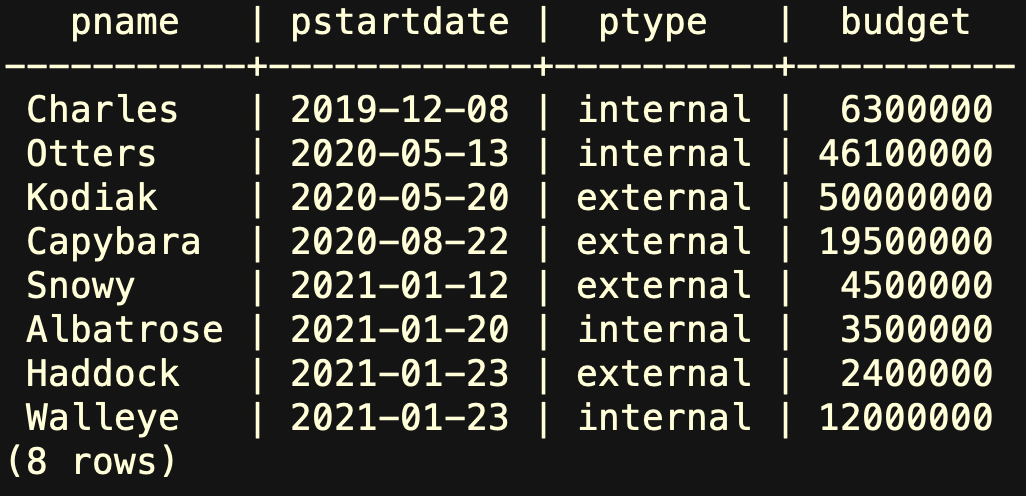 pname | pstartdate | ptype | budget
-----------+------------+----------+----------
Charles | 2019-12-08 | internal | 6300000
Otters | 2020-05-13 | internal | 46100000
Kodiak | 2020-05-20 | external | 50000000
Capybara | 2020-08-22 | external | 19500000
Snowy | 2021-01-12 | external | 4500000
Albatrose | 2021-01-20 | internal | 3500000
Haddock | 2021-01-23 | external | 2400000
Walleye | 2021-01-23 | internal | 12000000
(8 rows)